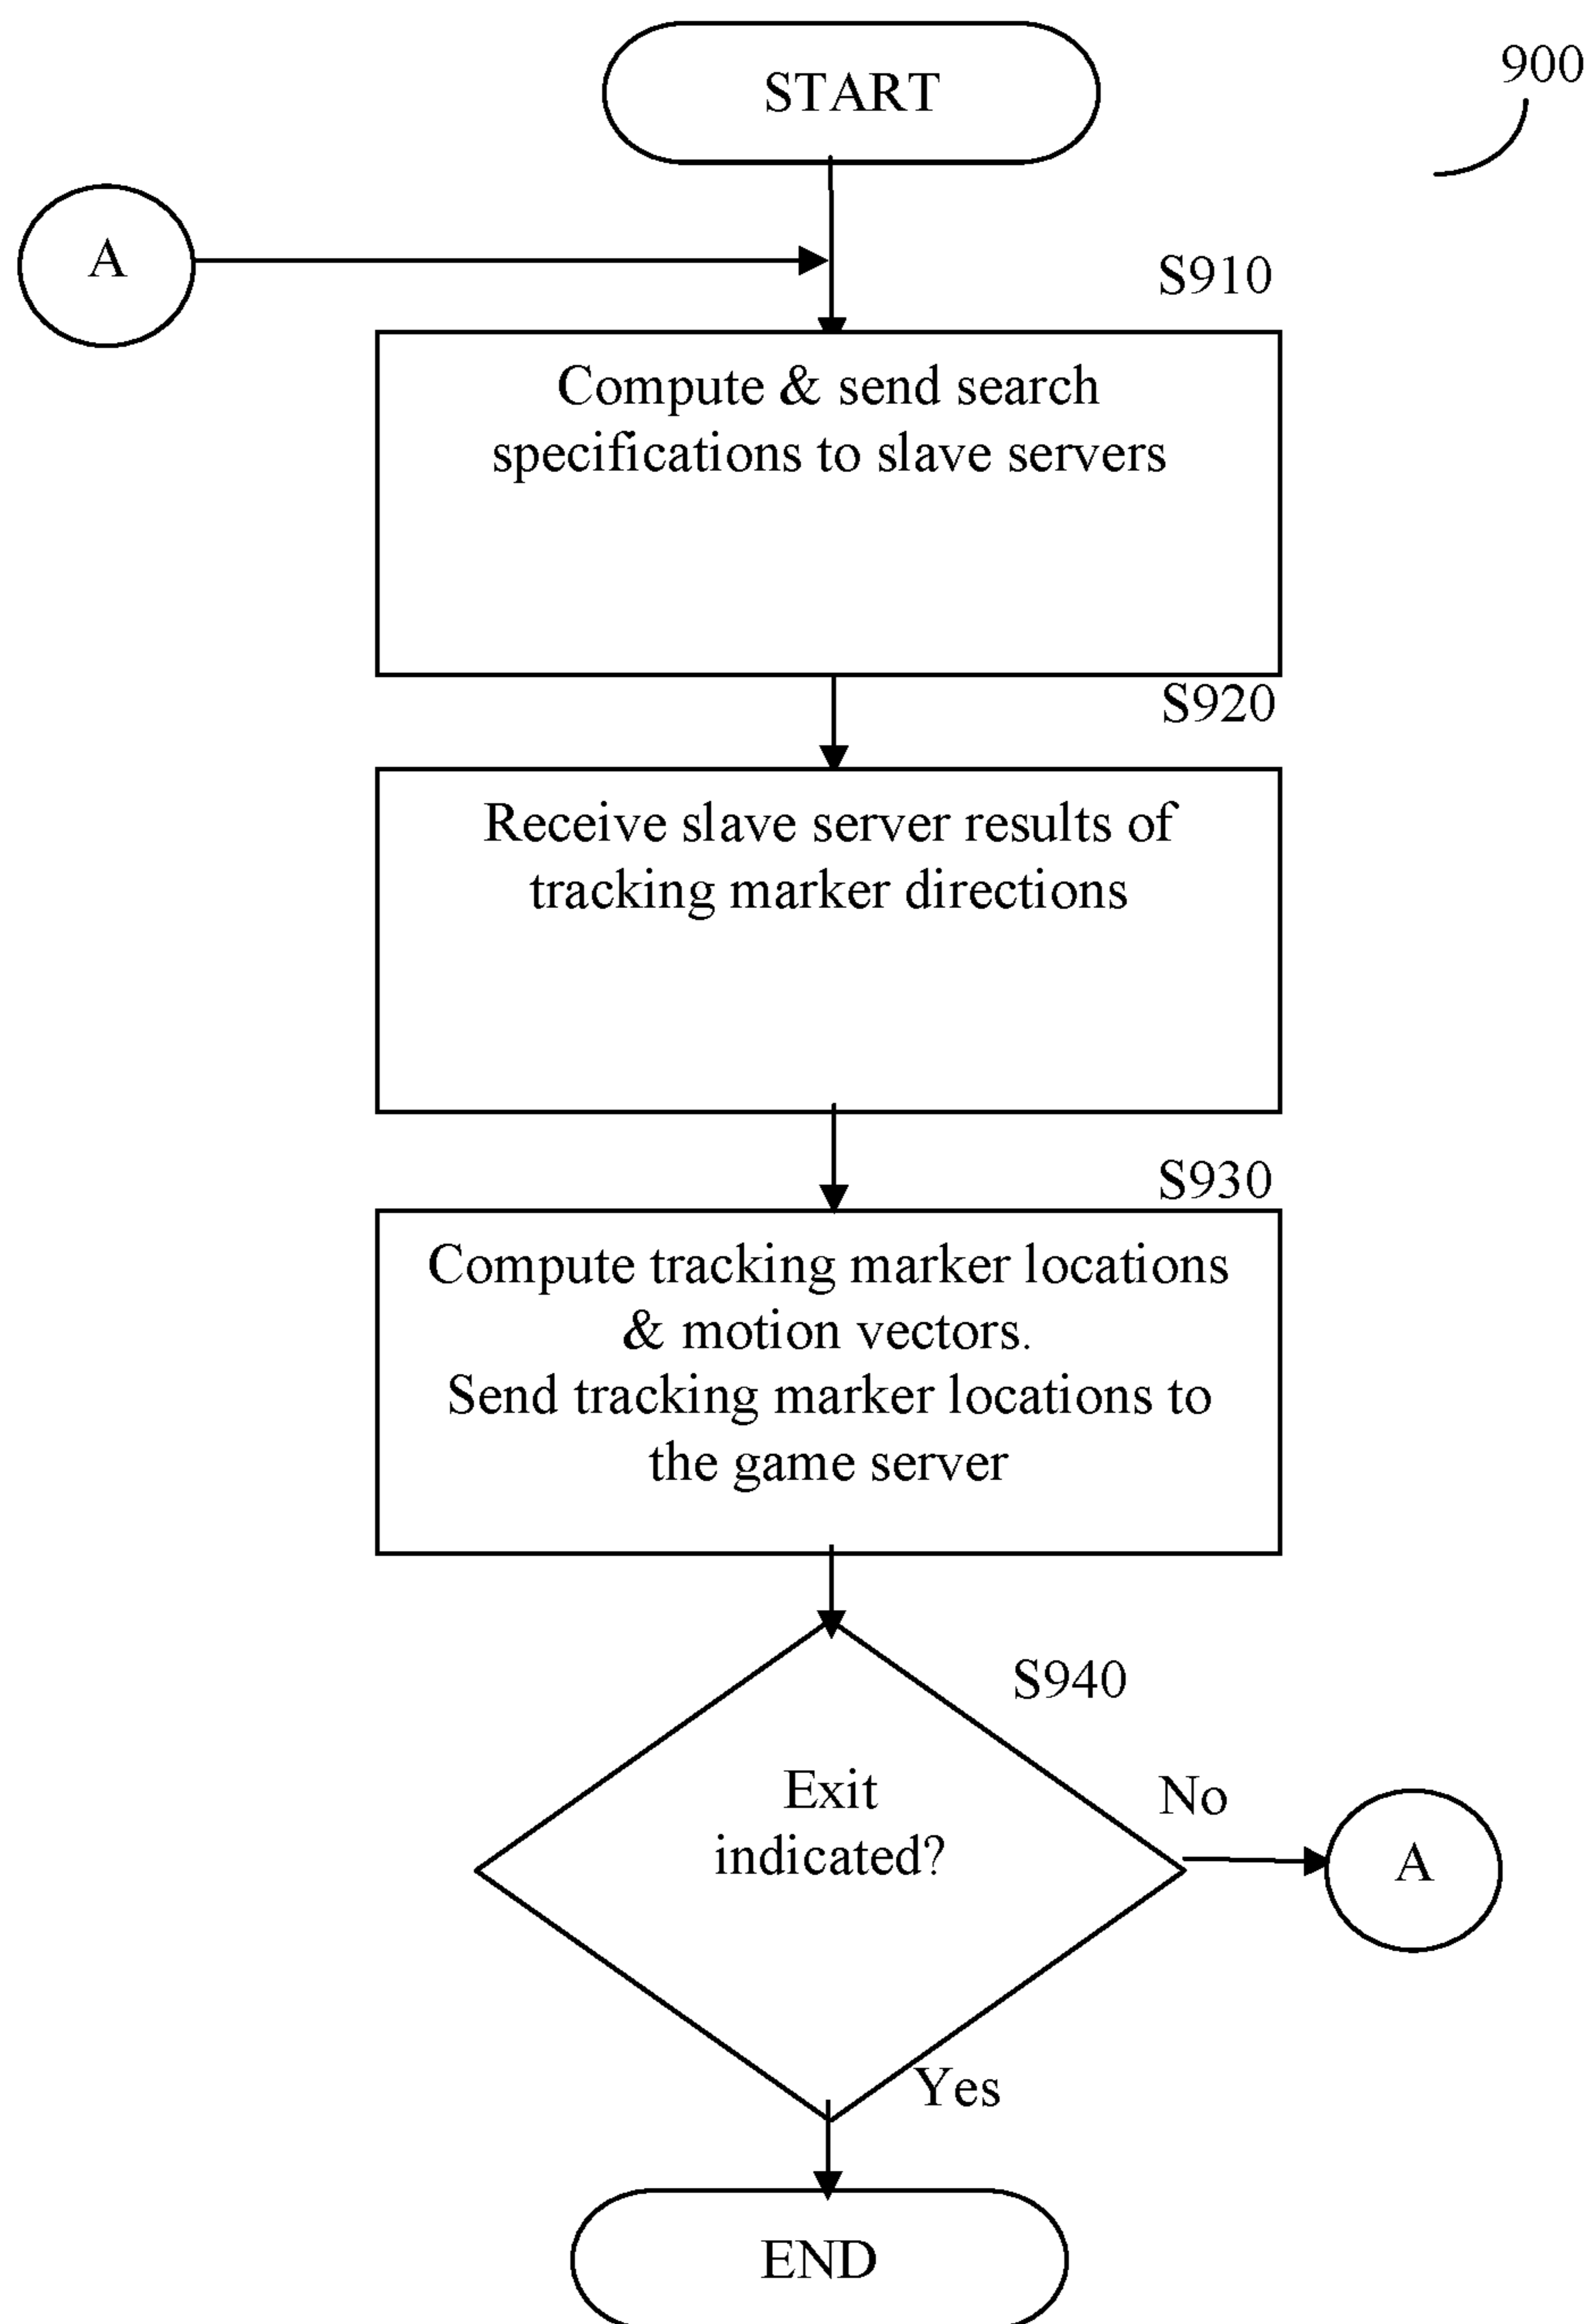 START
900
A
S910
Compute & send search
specifications to slave servers
S920
Receive slave server results of
tracking marker directions
S930
Compute tracking marker locations
& motion vectors.
Send tracking marker locations to
the game server
S940
Exit
indicated?
No
A
Yes
END